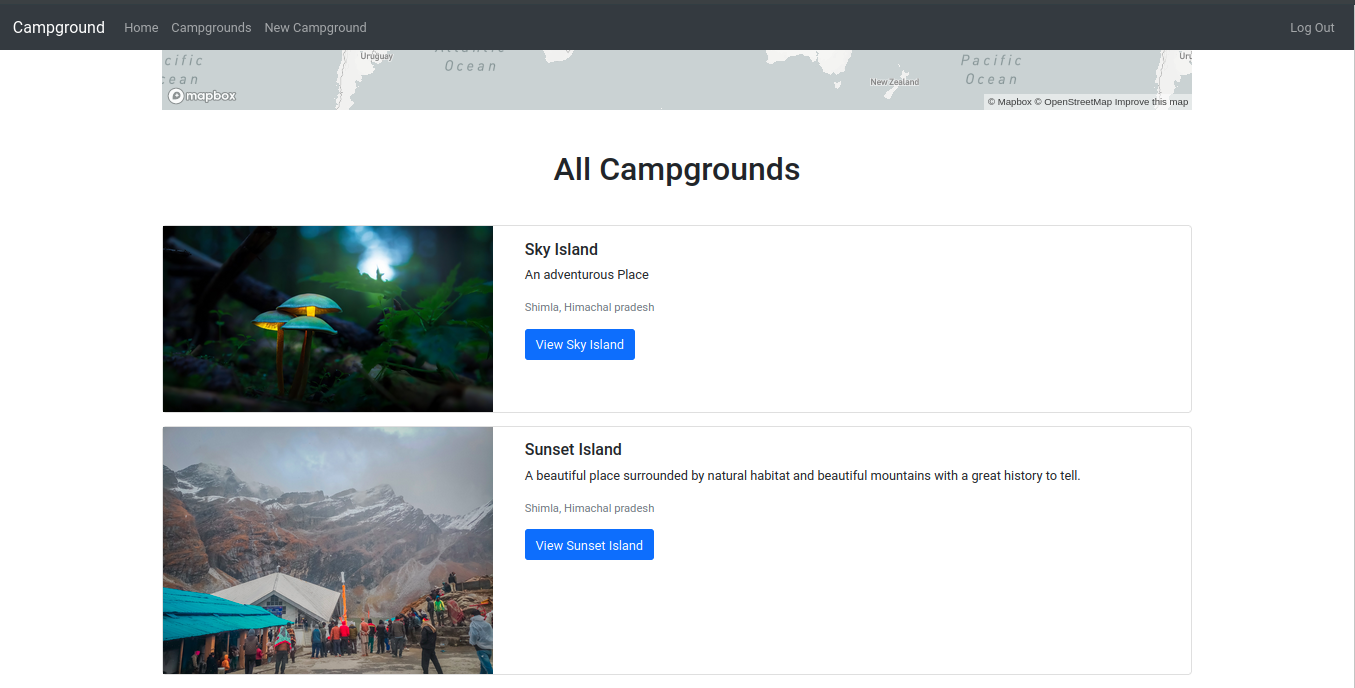 Campground Home Campgrounds New Campground Log Out
cific
Uruguay
Atlantic
Pacific
Ocean
Ocean
ean
New Zealand
mapbox
© Mapbox © OpenStreetMap Improve this map
All Campgrounds
Sky Island
An adventurous Place
Shimla, Himachal pradesh
View Sky Island
Sunset Island
A beautiful place surrounded by natural habitat and beautiful mountains with a great history to tell.
Shimla, Himachal pradesh
View Sunset Island